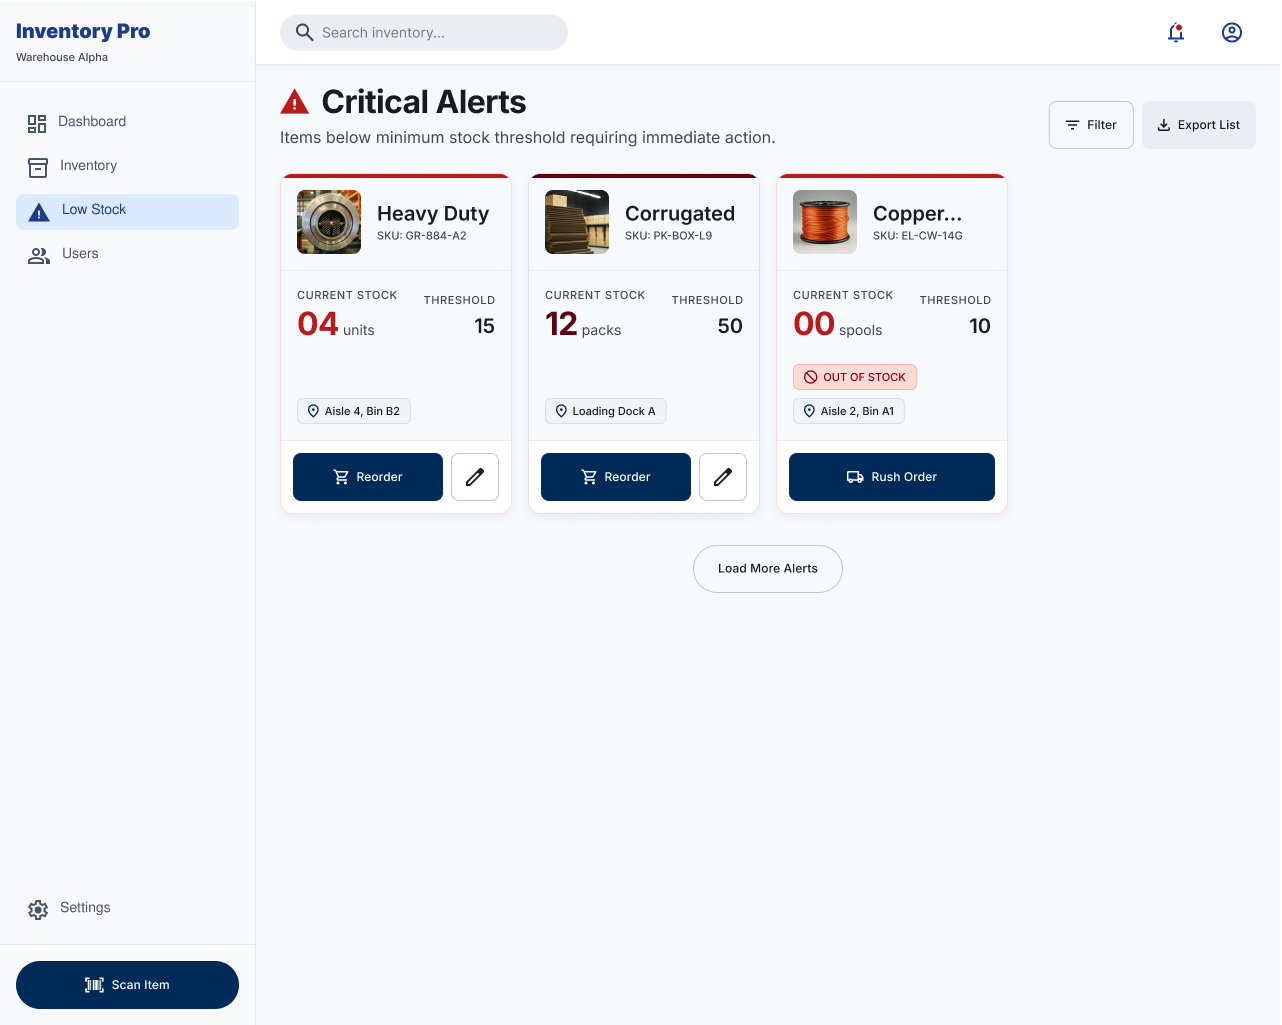 Inventory Pro
Warehouse Alpha
Dashboard
Inventory
Low Stock
Users
Settings
Scan Item
Search inventory...
Critical Alerts
Items below minimum stock threshold requiring immediate action.
Filter
Export List
Heavy Duty
SKU: GR-884-A2
CURRENT STOCK
04 units
THRESHOLD
15
Aisle 4, Bin B2
Reorder
Corrugated
SKU: PK-BOX-L9
CURRENT STOCK
12 packs
THRESHOLD
50
Loading Dock A
Reorder
Copper...
SKU: EL-CW-14G
CURRENT STOCK
00 spools
THRESHOLD
10
OUT OF STOCK
Aisle 2, Bin A1
Rush Order
Load More Alerts